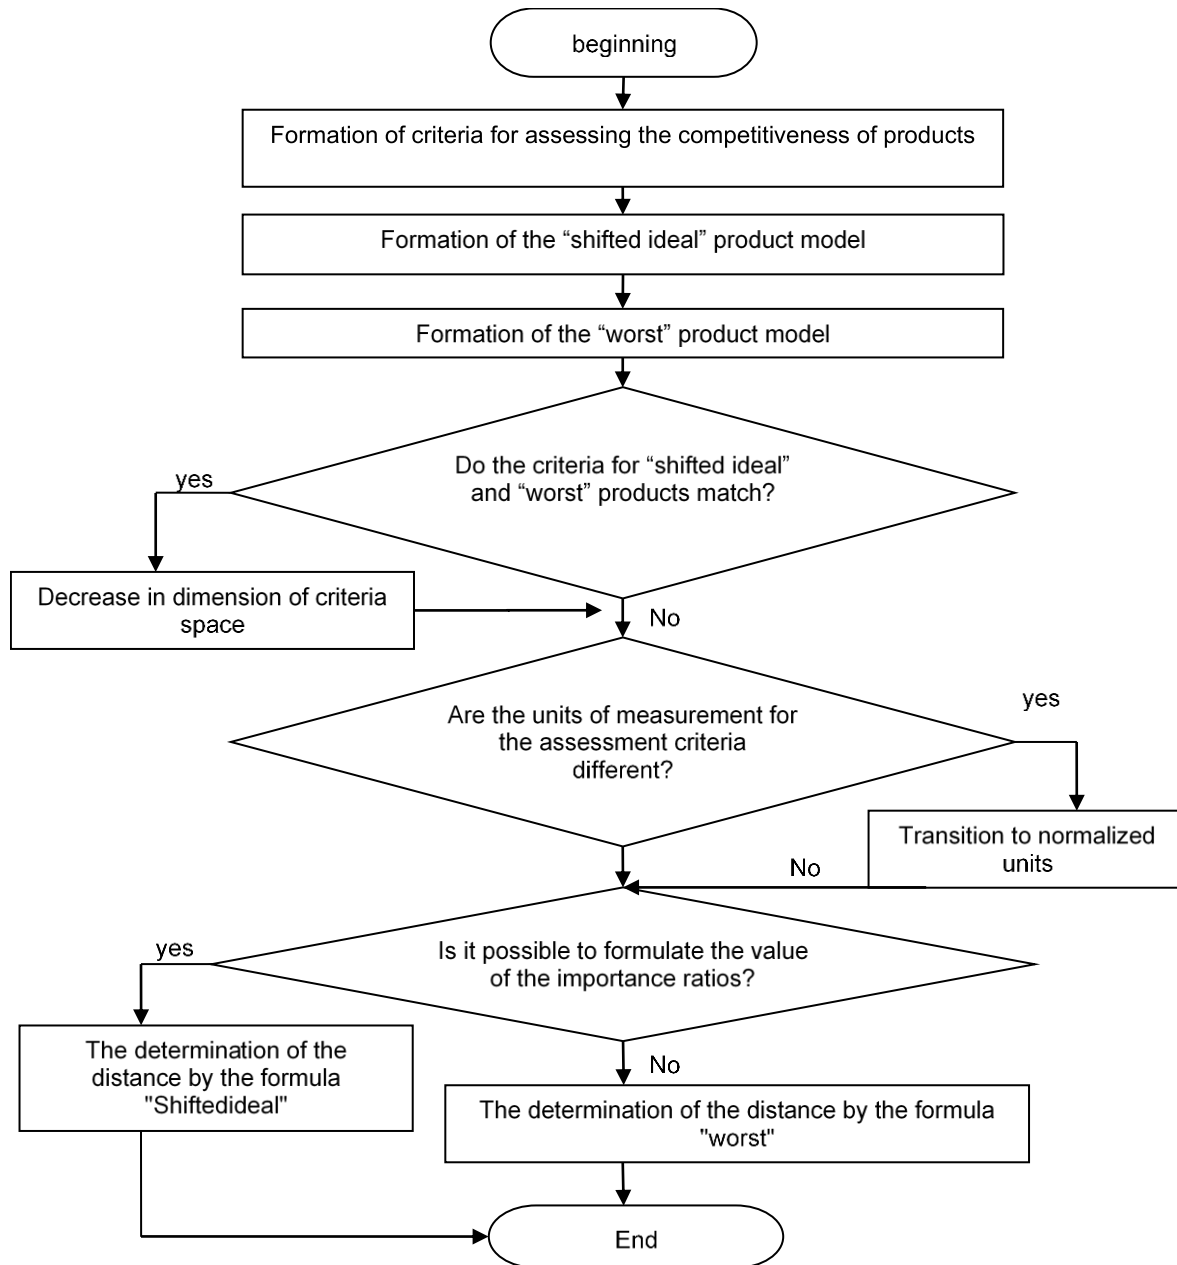 beginning
Formation of criteria for assessing the competitiveness of products
Formation of the “shifted ideal” product model
Formation of the “worst” product model
Do the criteria for “shifted ideal”
and “worst” products match?
yes
Decrease in dimension of criteria
space
No
Are the units of measurement for
the assessment criteria
different?
yes
Transition to normalized
units
No
Is it possible to formulate the value
of the importance ratios?
yes
The determination of the
distance by the formula
"Shiftedideal"
No
The determination of the distance by the formula
"worst"
End